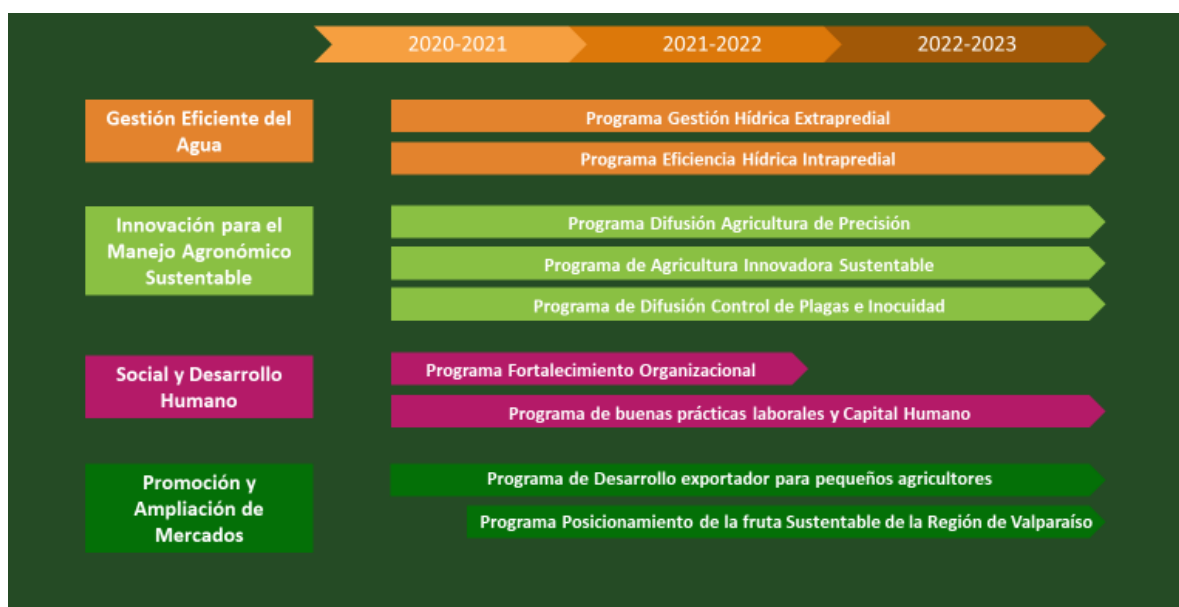 2020-2021
2021-2022
2022-2023
Gestión Eficiente del
Agua
Programa Gestión Hídrica Extrapredial
Programa Eficiencia Hídrica Intrapredial
Innovación para el
Manejo Agronómico
Sustentable
Programa Difusión Agricultura de Precisión
Programa de Agricultura Innovadora Sustentable
Programa de Difusión Control de Plagas e Inocuidad
Social y Desarrollo
Humano
Programa Fortalecimiento Organizacional
Programa de buenas prácticas laborales y Capital Humano
Promoción y
Ampliación de
Mercados
Programa de Desarrollo exportador para pequeños agricultores
Programa Posicionamiento de la fruta Sustentable de la Región de Valparaíso